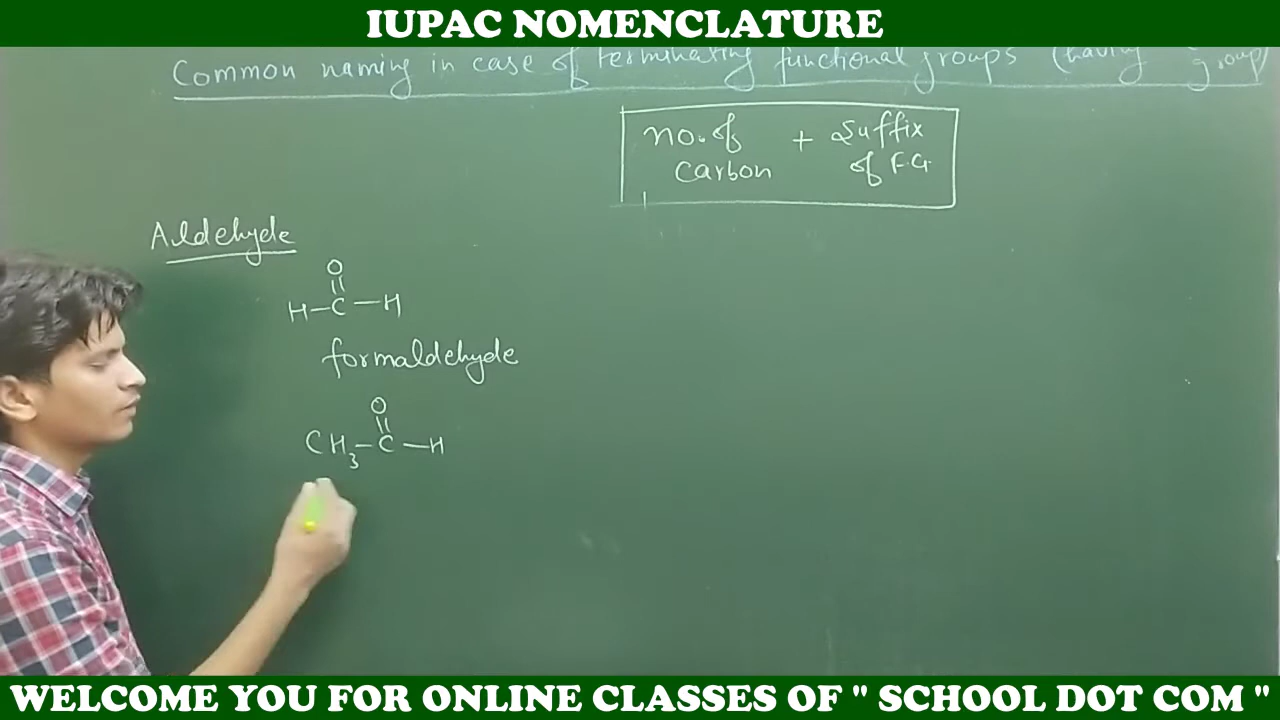 IUPAC NOMENCLATURE
Common naming in case of terminating functional groups (having group)
no. of + Suffix
Carbon of F.G.
Aldehyde
O
||
H-C-H
formaldehyde
O
||
CH3-C-H
WELCOME YOU FOR ONLINE CLASSES OF " SCHOOL DOT COM "